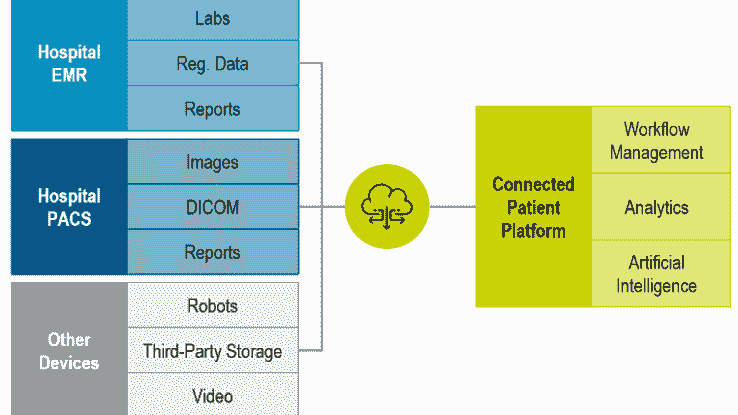 Hospital
EMR
Labs
Reg. Data
Reports
Hospital
PACS
Images
DICOM
Reports
Other
Devices
Robots
Third-Party Storage
Video
Connected
Patient
Platform
Workflow
Management
Analytics
Artificial
Intelligence